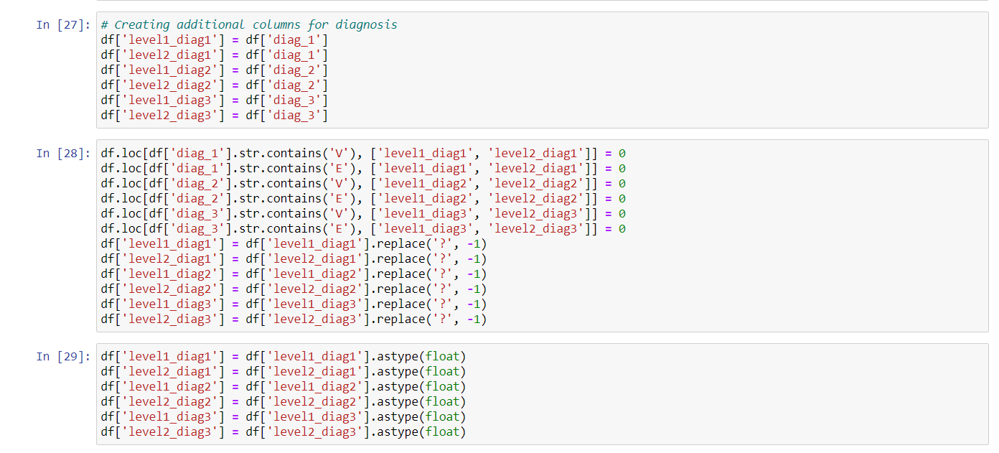 In [27]: # Creating additional columns for diagnosis
df['level1_diag1'] = df['diag_1']
df['level2_diag1'] = df['diag_1']
df['level1_diag2'] = df['diag_2']
df['level2_diag2'] = df['diag_2']
df['level1_diag3'] = df['diag_3']
df['level2_diag3'] = df['diag_3']
In [28]: df.loc[df['diag_1'].str.contains('V'), ['level1_diag1', 'level2_diag1']] = 0
df.loc[df['diag_1'].str.contains('E'), ['level1_diag1', 'level2_diag1']] = 0
df.loc[df['diag_2'].str.contains('V'), ['level1_diag2', 'level2_diag2']] = 0
df.loc[df['diag_2'].str.contains('E'), ['level1_diag2', 'level2_diag2']] = 0
df.loc[df['diag_3'].str.contains('V'), ['level1_diag3', 'level2_diag3']] = 0
df.loc[df['diag_3'].str.contains('E'), ['level1_diag3', 'level2_diag3']] = 0
df['level1_diag1'] = df['level1_diag1'].replace('?', -1)
df['level2_diag1'] = df['level2_diag1'].replace('?', -1)
df['level1_diag2'] = df['level1_diag2'].replace('?', -1)
df['level2_diag2'] = df['level2_diag2'].replace('?', -1)
df['level1_diag3'] = df['level1_diag3'].replace('?', -1)
df['level2_diag3'] = df['level2_diag3'].replace('?', -1)
In [29]: df['level1_diag1'] = df['level1_diag1'].astype(float)
df['level2_diag1'] = df['level2_diag1'].astype(float)
df['level1_diag2'] = df['level1_diag2'].astype(float)
df['level2_diag2'] = df['level2_diag2'].astype(float)
df['level1_diag3'] = df['level1_diag3'].astype(float)
df['level2_diag3'] = df['level2_diag3'].astype(float)